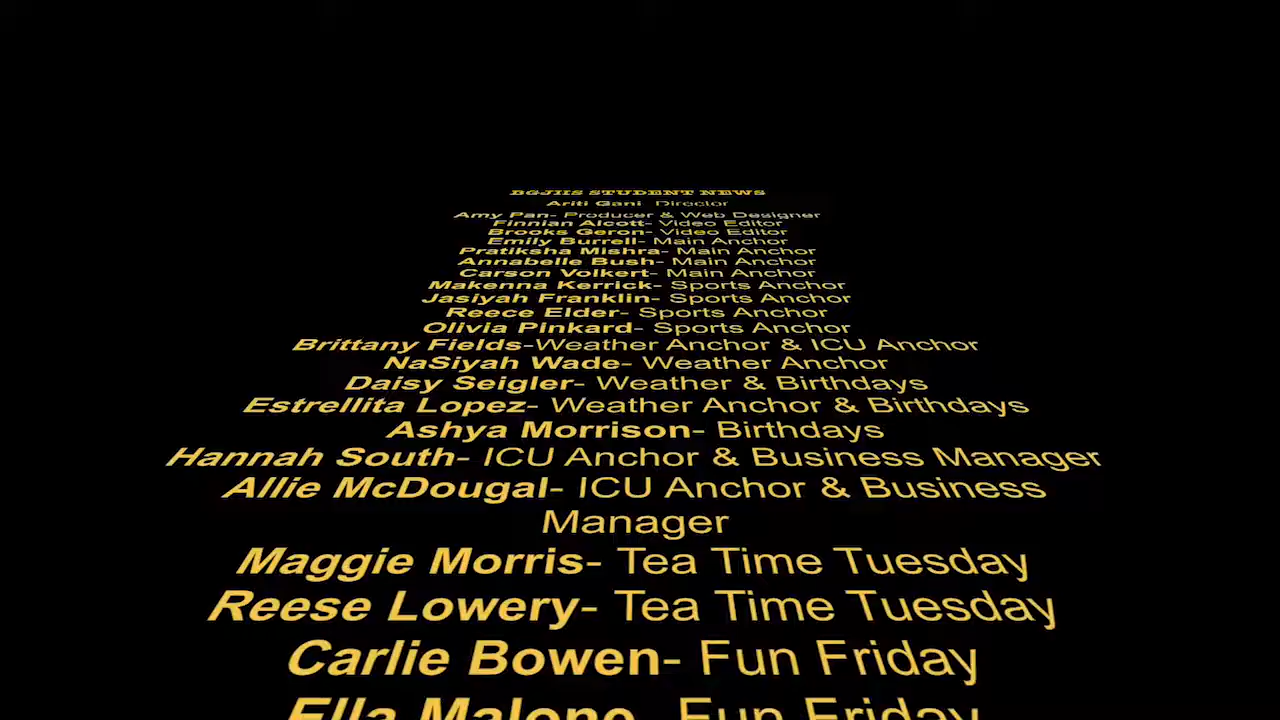 BGJIIS STUDENT NEWS
Ariti Gani- Director
Amy Pan- Producer & Web Designer
Finnian Alcott- Video Editor
Brooks Geron- Video Editor
Emily Burrell- Main Anchor
Pratiksha Mishra- Main Anchor
Annabelle Bush- Main Anchor
Carson Volkert- Main Anchor
Makenna Kerrick- Sports Anchor
Jasiyah Franklin- Sports Anchor
Reece Elder- Sports Anchor
Olivia Pinkard- Sports Anchor
Brittany Fields-Weather Anchor & ICU Anchor
NaSiyah Wade- Weather Anchor
Daisy Seigler- Weather & Birthdays
Estrellita Lopez- Weather Anchor & Birthdays
Ashya Morrison- Birthdays
Hannah South- ICU Anchor & Business Manager
Allie McDougal- ICU Anchor & Business
Manager
Maggie Morris- Tea Time Tuesday
Reese Lowery- Tea Time Tuesday
Carlie Bowen- Fun Friday
Ella Malone- Fun Friday